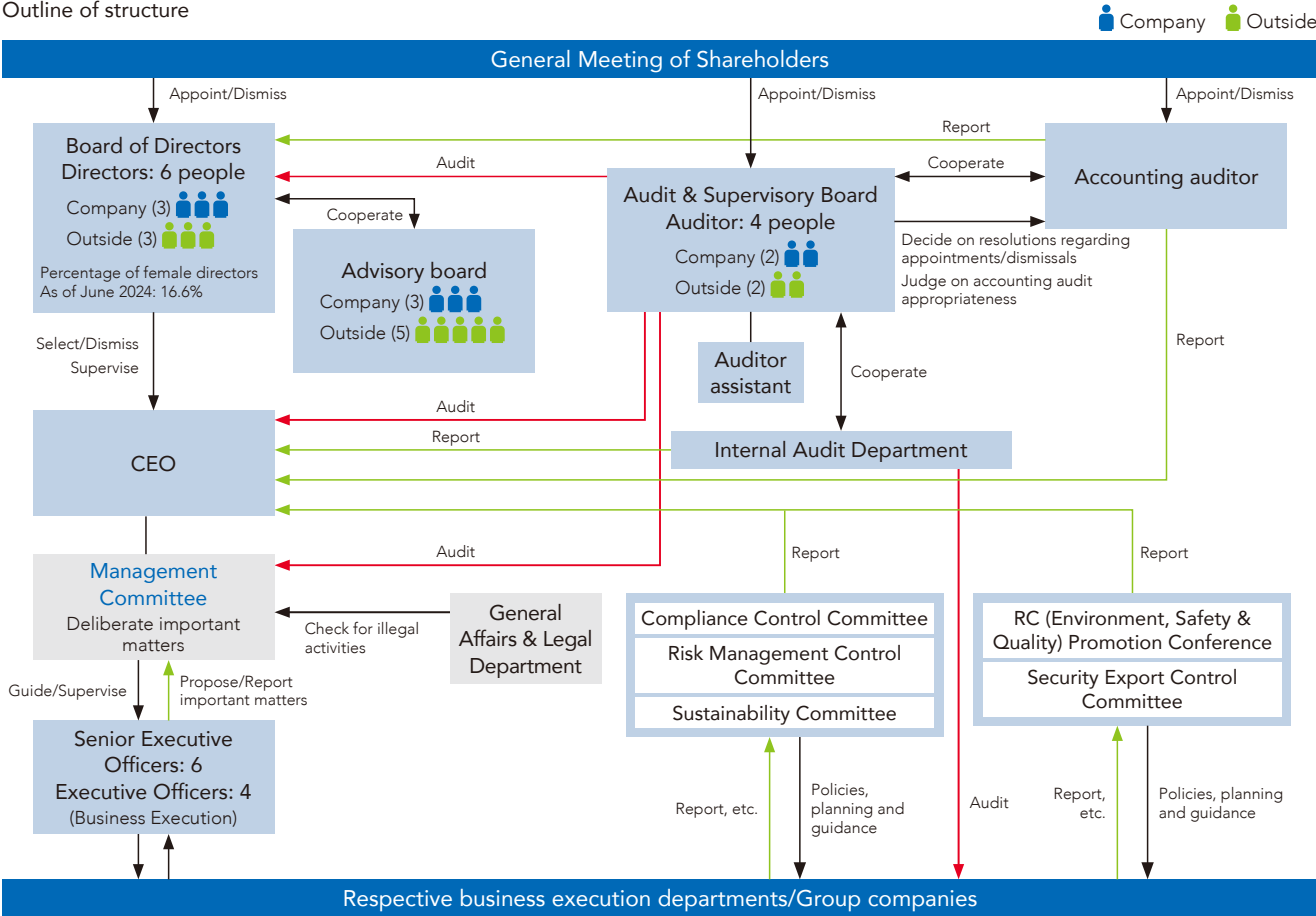 Outline of structure
Company
Outside
General Meeting of Shareholders
Appoint/Dismiss
Appoint/Dismiss
Appoint/Dismiss
Board of Directors
Directors: 6 people
Company (3)
Outside (3)
Percentage of female directors
As of June 2024: 16.6%
Report
Audit
Cooperate
Advisory board
Company (3)
Outside (5)
Audit & Supervisory Board
Auditor: 4 people
Company (2)
Outside (2)
Cooperate
Accounting auditor
Decide on resolutions regarding
appointments/dismissals
Judge on accounting audit
appropriateness
Select/Dismiss
Supervise
Auditor
assistant
Cooperate
Report
Audit
Report
CEO
Internal Audit Department
Audit
Report
Report
Management
Committee
Deliberate important
matters
Check for illegal
activities
General
Affairs & Legal
Department
Compliance Control Committee
Risk Management Control
Committee
Sustainability Committee
RC (Environment, Safety &
Quality) Promotion Conference
Security Export Control
Committee
Guide/Supervise
Propose/Report
important matters
Senior Executive
Officers: 6
Executive Officers: 4
(Business Execution)
Report, etc.
Policies,
planning and
guidance
Audit
Report,
etc.
Policies, planning
and guidance
Respective business execution departments/Group companies